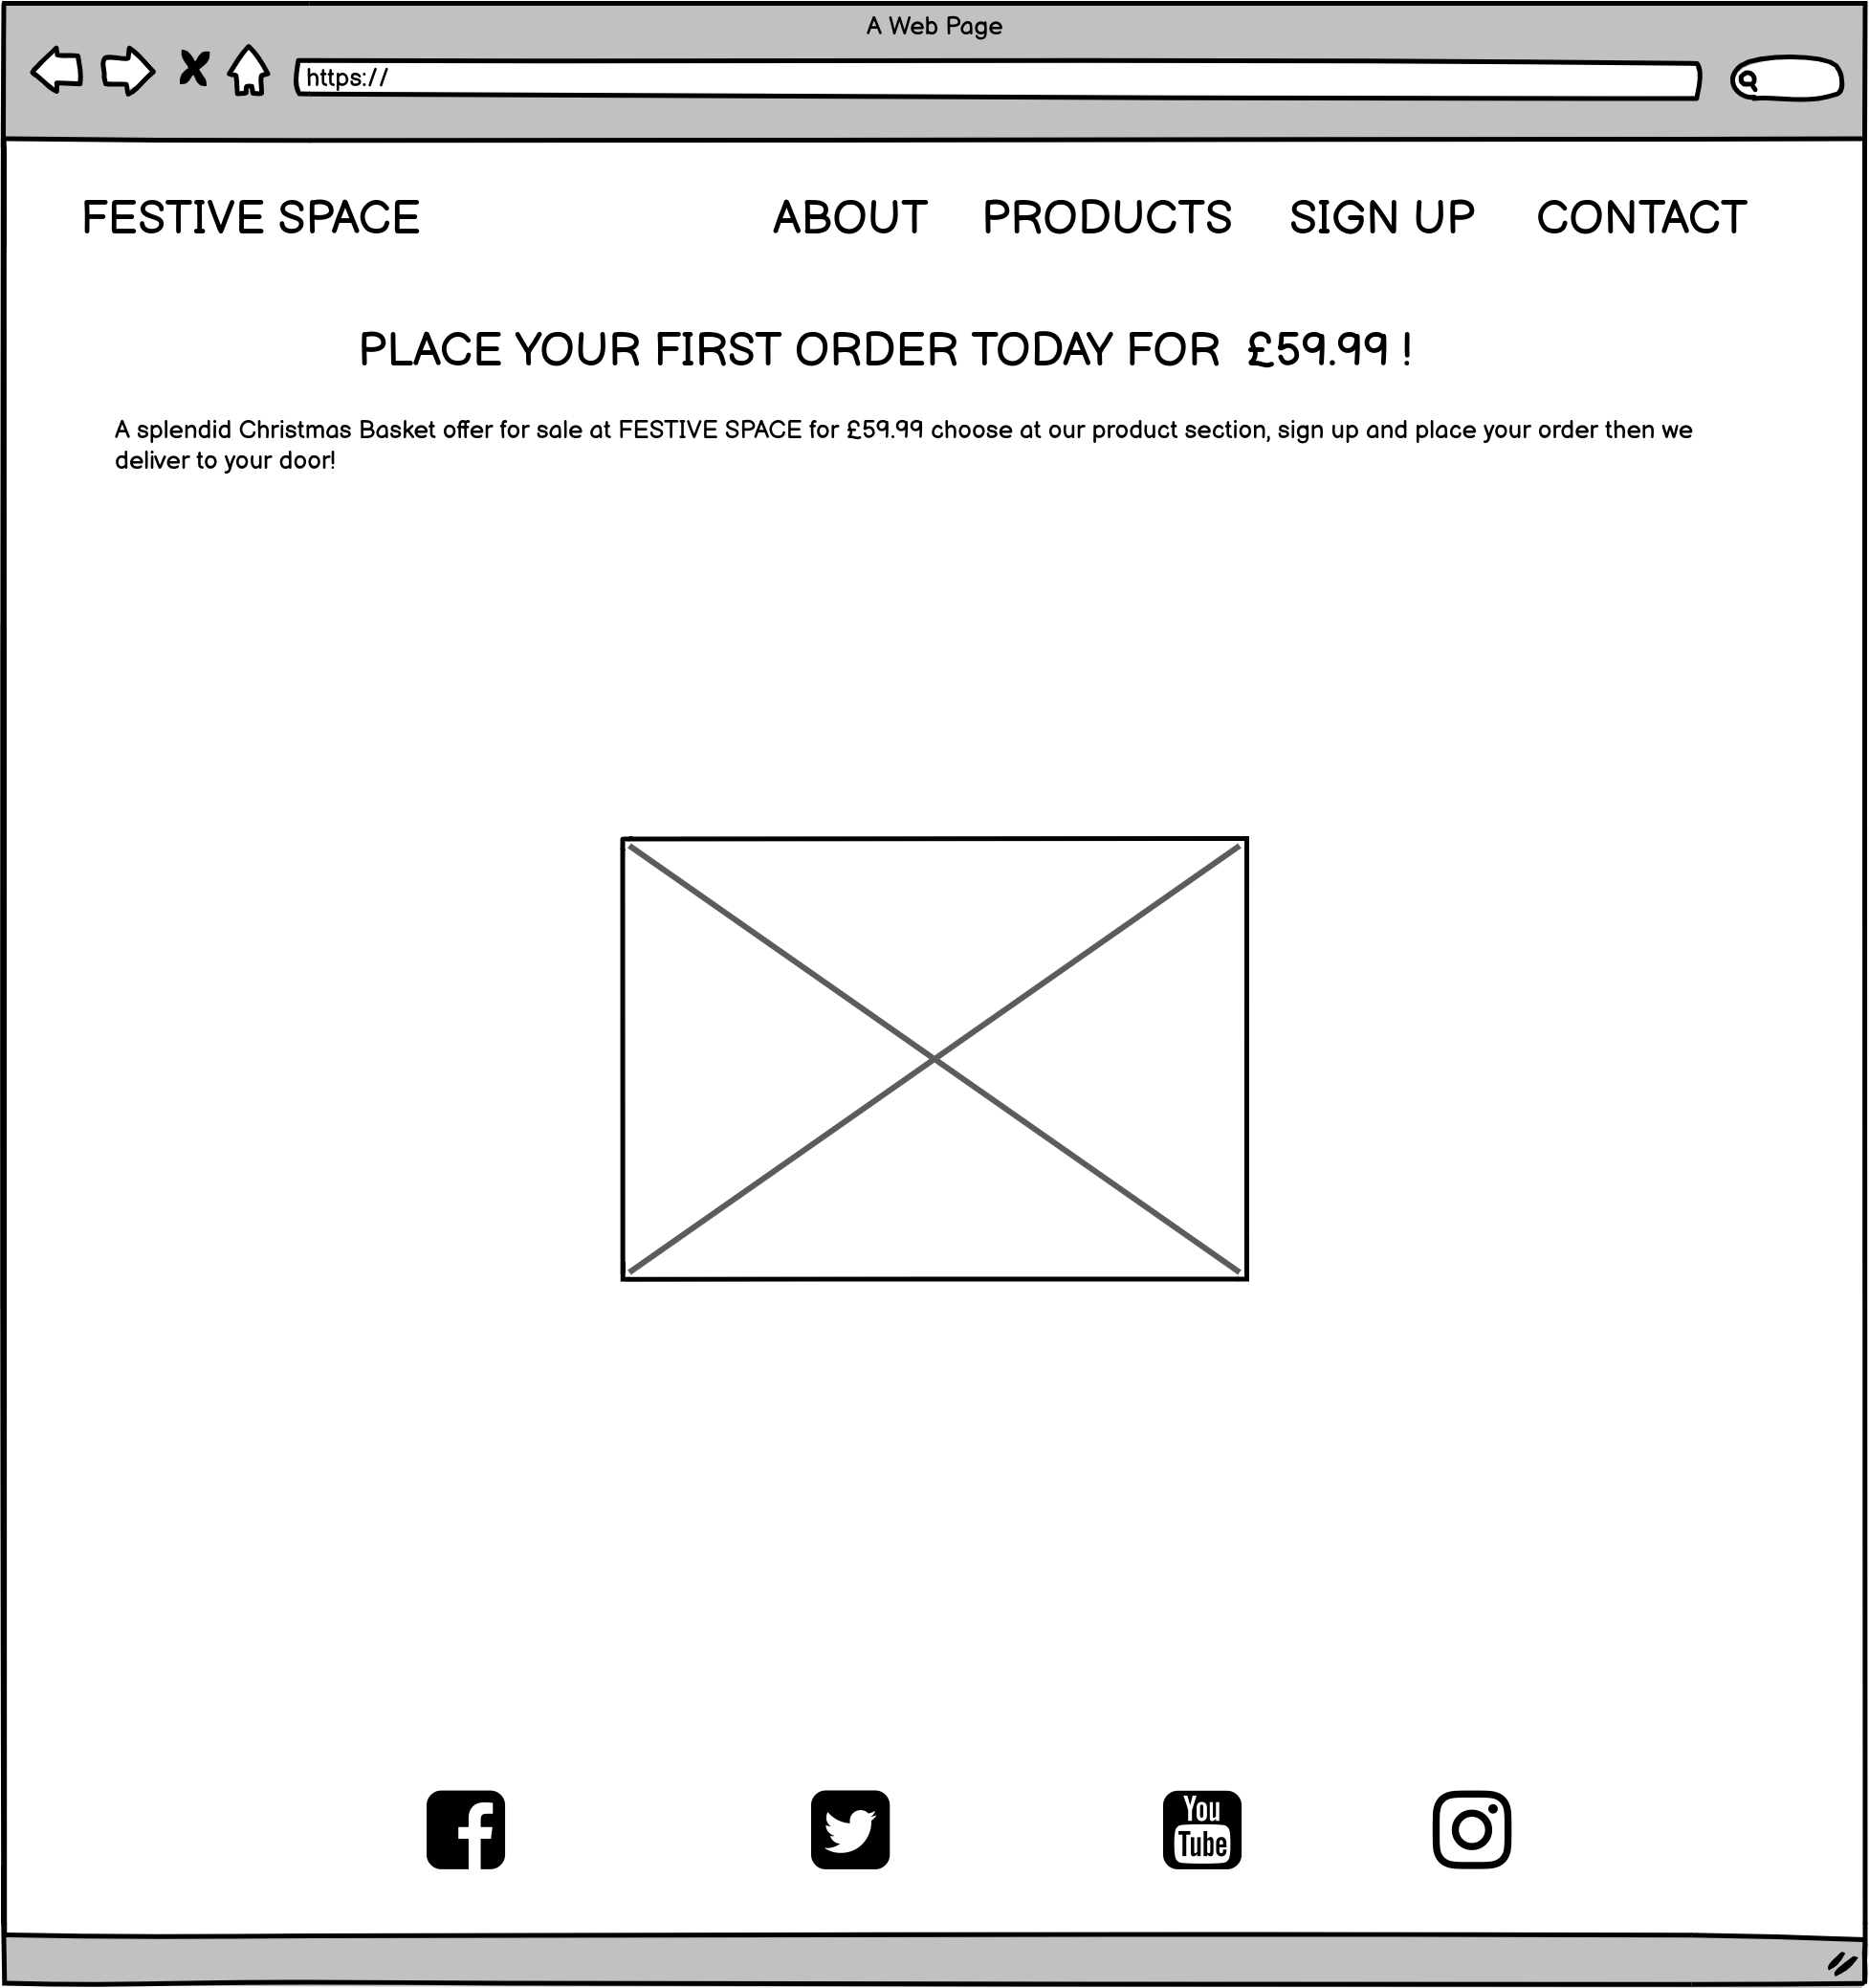 A Web Page
https://
FESTIVE SPACE ABOUT PRODUCTS SIGN UP CONTACT
PLACE YOUR FIRST ORDER TODAY FOR £59.99 !
A splendid Christmas Basket offer for sale at FESTIVE SPACE for £59.99 choose at our product section, sign up and place your order then we
deliver to your door!
You
Tube